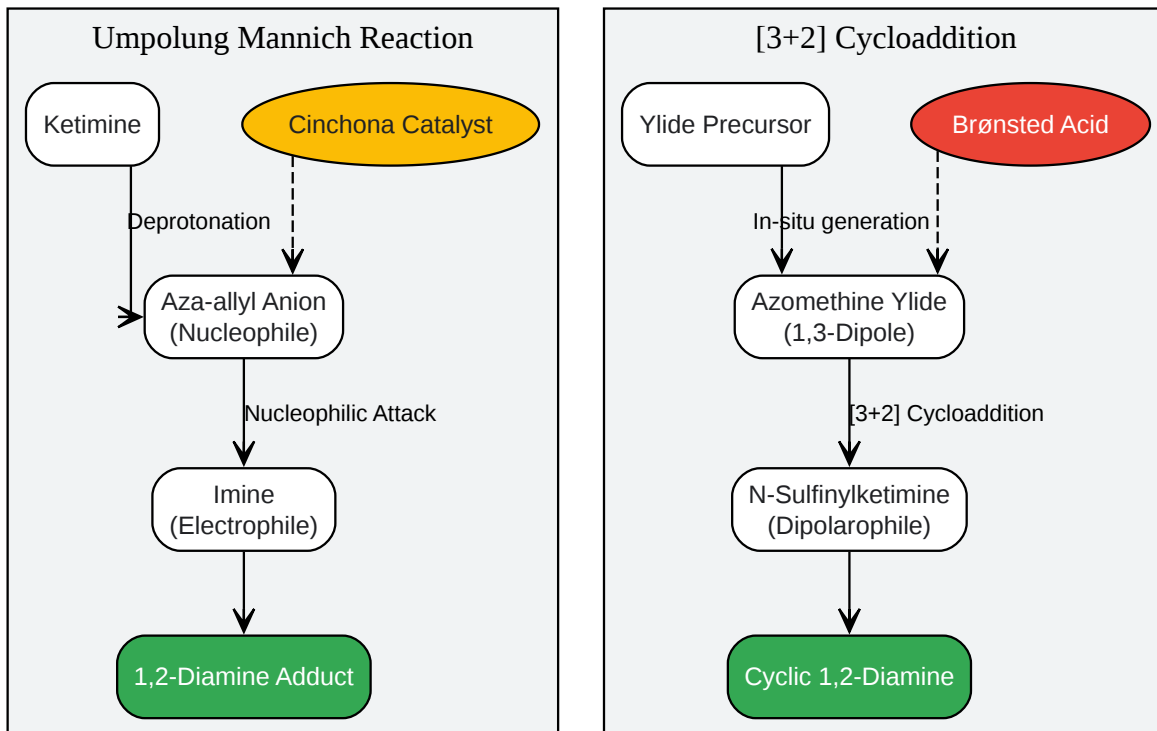 Umpolung Mannich Reaction
Ketimine
Cinchona Catalyst
Deprotonation
Aza-allyl Anion
(Nucleophile)
Nucleophilic Attack
Imine
(Electrophile)
1,2-Diamine Adduct
[3+2] Cycloaddition
Ylide Precursor
Brønsted Acid
In-situ generation
Azomethine Ylide
(1,3-Dipole)
[3+2] Cycloaddition
N-Sulfinylketimine
(Dipolarophile)
Cyclic 1,2-Diamine